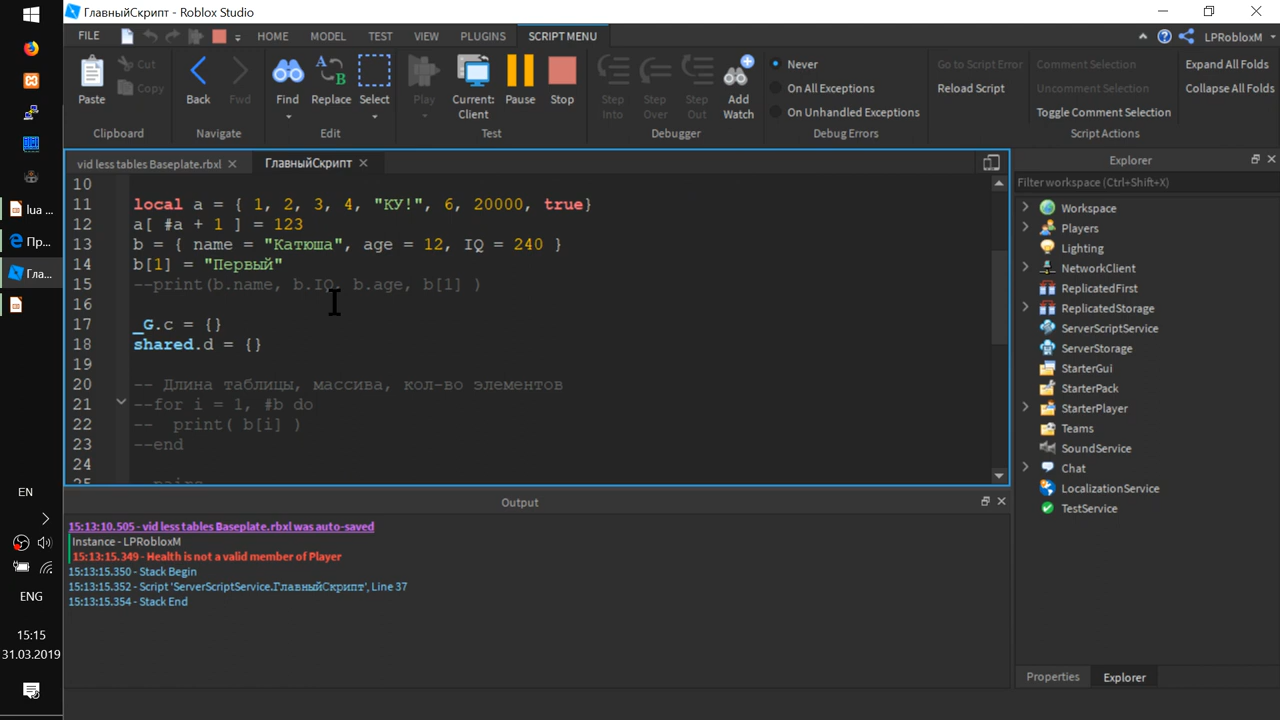 ГлавныйСкрипт - Roblox Studio
FILE HOME MODEL TEST VIEW PLUGINS SCRIPT MENU LPRobloxM
Paste Cut Copy Back Fwd Find Replace Select Play Current: Client Pause Stop Step Into Step Over Step Out Add Watch
Never
On All Exceptions
On Unhandled Exceptions
Go to Script Error
Reload Script
Comment Selection
Uncomment Selection
Toggle Comment Selection
Expand All Folds
Collapse All Folds
Clipboard Navigate Edit Test Debugger Debug Errors Script Actions
vid less tables Baseplate.rbxl ГлавныйСкрипт
10
11 local a = { 1, 2, 3, 4, "КУ!", 6, 20000, true}
12 a[ #a + 1 ] = 123
13 b = { name = "Катюша", age = 12, IQ = 240 }
14 b[1] = "Первый"
15 --print(b.name, b.IQ, b.age, b[1] )
16
17 _G.c = {}
18 shared.d = {}
19
20 -- Длина таблицы, массива, кол-во элементов
21 --for i = 1, #b do
22 -- print( b[i] )
23 --end
24
Output
15:13:10.505 - vid less tables Baseplate.rbxl was auto-saved
Instance - LPRobloxM
15:13:15.349 - Health is not a valid member of Player
15:13:15.350 - Stack Begin
15:13:15.352 - Script 'ServerScriptService.ГлавныйСкрипт', Line 37
15:13:15.354 - Stack End
Explorer
Filter workspace (Ctrl+Shift+X)
Workspace
Players
Lighting
NetworkClient
ReplicatedFirst
ReplicatedStorage
ServerScriptService
ServerStorage
StarterGui
StarterPack
StarterPlayer
Teams
SoundService
Chat
LocalizationService
TestService
Properties Explorer
lua ...
Пр...
Гла...
EN
ENG
15:15
31.03.2019